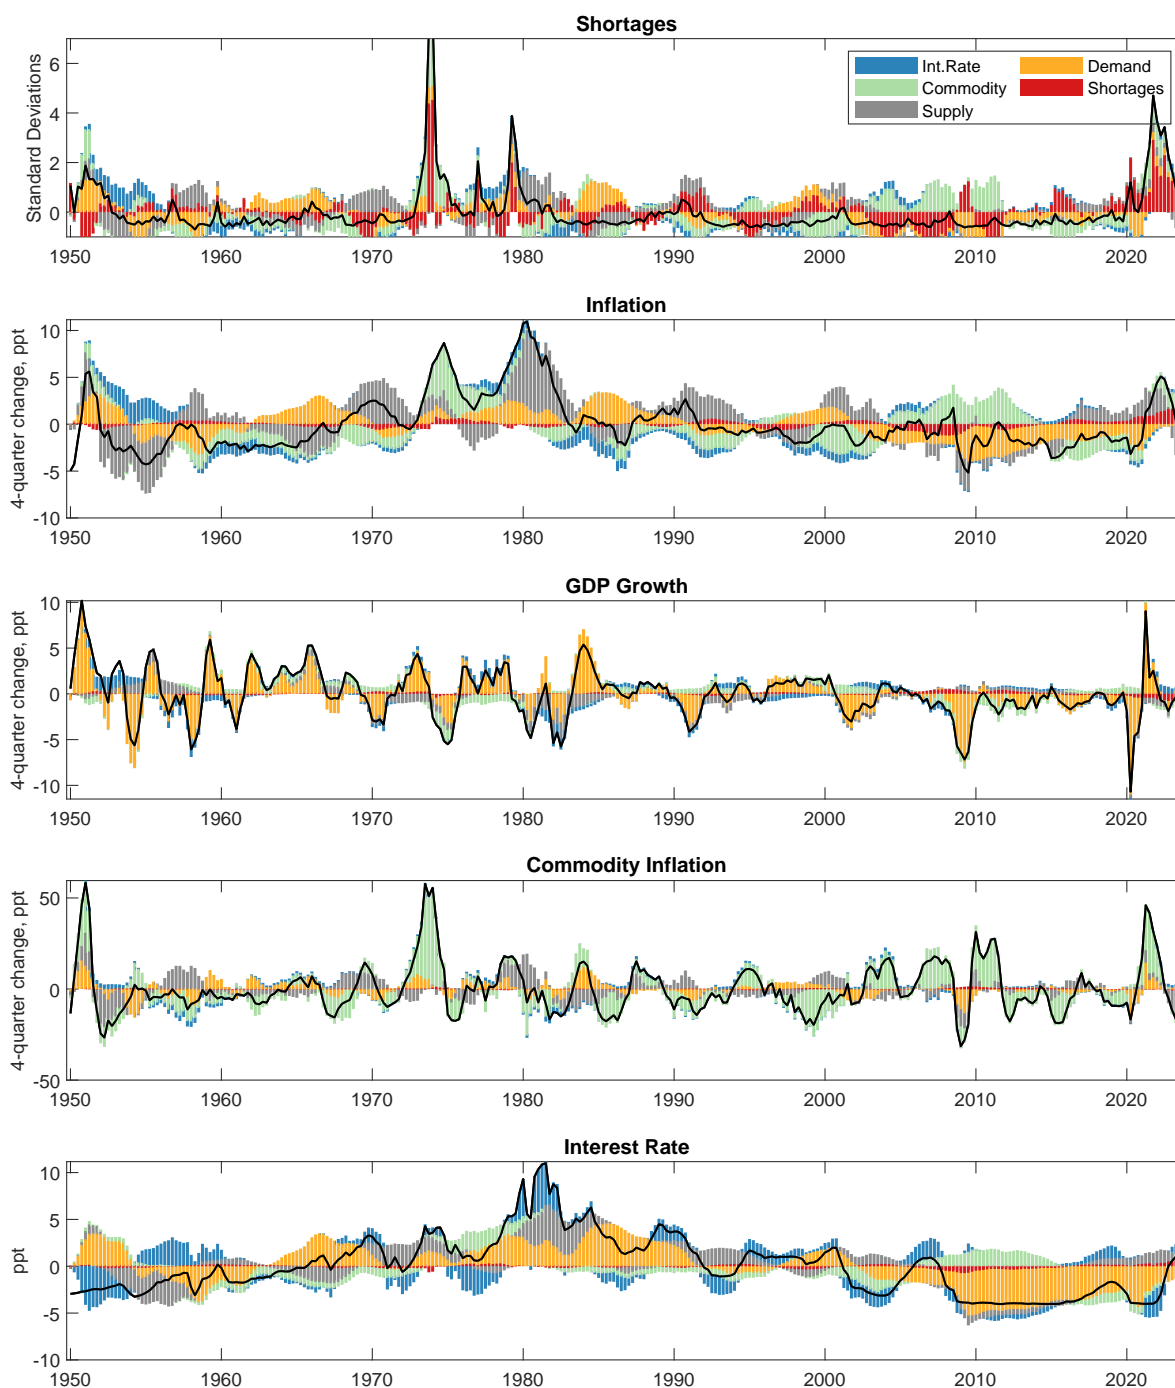 Shortages
Standard Deviations
6
4
2
0
Int.Rate Demand
Commodity Shortages
Supply
1950 1960 1970 1980 1990 2000 2010 2020
Inflation
4-quarter change, ppt
10
5
0
-5
-10
1950 1960 1970 1980 1990 2000 2010 2020
GDP Growth
4-quarter change, ppt
10
5
0
-5
-10
1950 1960 1970 1980 1990 2000 2010 2020
Commodity Inflation
4-quarter change, ppt
50
0
-50
1950 1960 1970 1980 1990 2000 2010 2020
Interest Rate
ppt
10
5
0
-5
-10
1950 1960 1970 1980 1990 2000 2010 2020